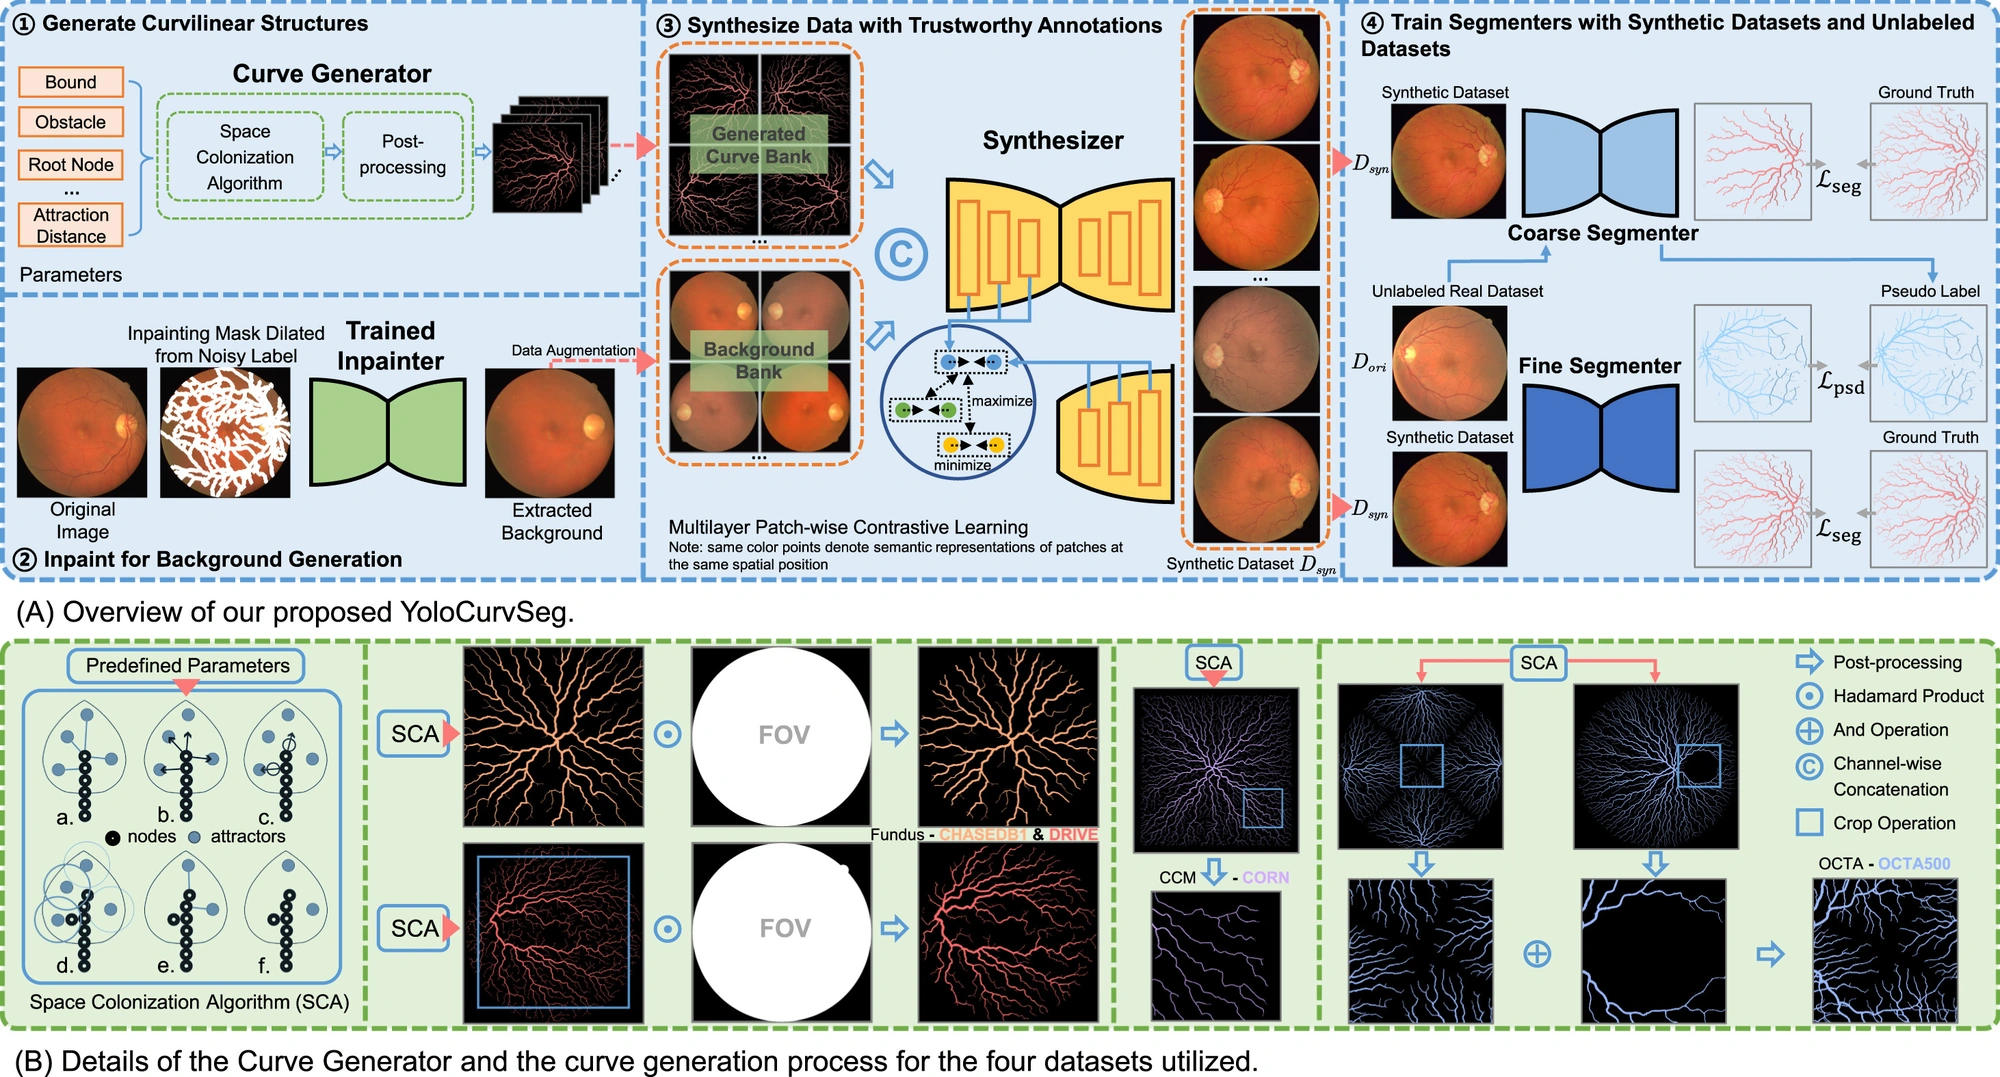 ① Generate Curvilinear Structures
Bound
Obstacle
Root Node
...
Attraction
Distance
Parameters
Curve Generator
Space
Colonization
Algorithm
Post-
processing
...
Inpainting Mask Dilated
from Noisy Label
Trained
Inpainter
Data Augmentation
Original
Image
Extracted
Background
② Inpaint for Background Generation
③ Synthesize Data with Trustworthy Annotations
Generated
Curve Bank
...
Background
Bank
...
C
Synthesizer
maximize
minimize
Multilayer Patch-wise Contrastive Learning
Note: same color points denote semantic representations of patches at
the same spatial position
...
Synthetic Dataset Dsyn
④ Train Segmenters with Synthetic Datasets and Unlabeled
Datasets
Synthetic Dataset
Ground Truth
Dsyn
ℒseg
Coarse Segmenter
Unlabeled Real Dataset
Pseudo Label
Dori
Fine Segmenter
ℒpsd
Synthetic Dataset
Ground Truth
Dsyn
ℒseg
(A) Overview of our proposed YoloCurvSeg.
Predefined Parameters
a.
b.
c.
nodes
attractors
d.
e.
f.
Space Colonization Algorithm (SCA)
SCA
FOV
Fundus - CHASEDB1 & DRIVE
SCA
FOV
SCA
CCM - CORN
SCA
OCTA - OCTA500
Post-processing
Hadamard Product
And Operation
C Channel-wise
Concatenation
Crop Operation
(B) Details of the Curve Generator and the curve generation process for the four datasets utilized.